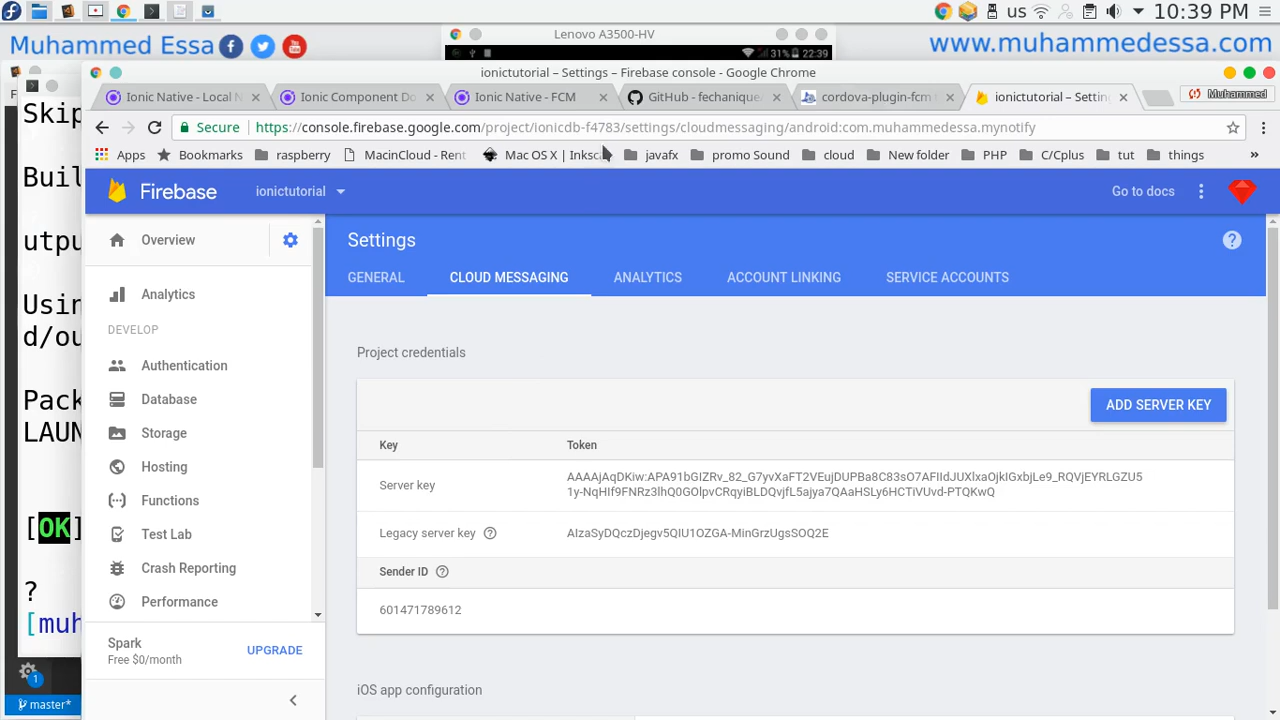 us
10:39 PM
Muhammed Essa
Lenovo A3500-HV
www.muhammedessa.com
31% 22:39
ionictutorial – Settings – Firebase console - Google Chrome
Ionic Native - Local N
Ionic Component Do
Ionic Native - FCM
GitHub - fechanique
cordova-plugin-fcm
ionictutorial – Settin
Muhammed
Secure
https://console.firebase.google.com/project/ionicdb-f4783/settings/cloudmessaging/android:com.muhammedessa.mynotify
Apps
Bookmarks
raspberry
MacinCloud - Rent
Mac OS X | Inksca
javafx
promo Sound
cloud
New folder
PHP
C/Cplus
tut
things
»
Firebase
ionictutorial
Go to docs
Overview
Analytics
DEVELOP
Authentication
Database
Storage
Hosting
Functions
Test Lab
Crash Reporting
Performance
Spark
Free $0/month
UPGRADE
Settings
GENERAL
CLOUD MESSAGING
ANALYTICS
ACCOUNT LINKING
SERVICE ACCOUNTS
Project credentials
ADD SERVER KEY
Key
Token
Server key
AAAAjAqDKiw:APA91bGIZRv_82_G7yvXaFT2VEujDUPBa8C83sO7AFIIdJUXlxaOjkIGxbjLe9_RQVjEYRLGZU5
1y-NqHIf9FNRz3lhQ0GOlpvCRqyiBLDQvjfL5ajya7QAaHSLy6HCTiVUvd-PTQKwQ
Legacy server key
AIzaSyDQczDjegv5QIU1OZGA-MinGrzUgsSOQ2E
Sender ID
601471789612
iOS app configuration
F
Skip
Buil
utpu
Usin
d/ou
Pack
LAUN
[OK]
?
[muh
1
master*